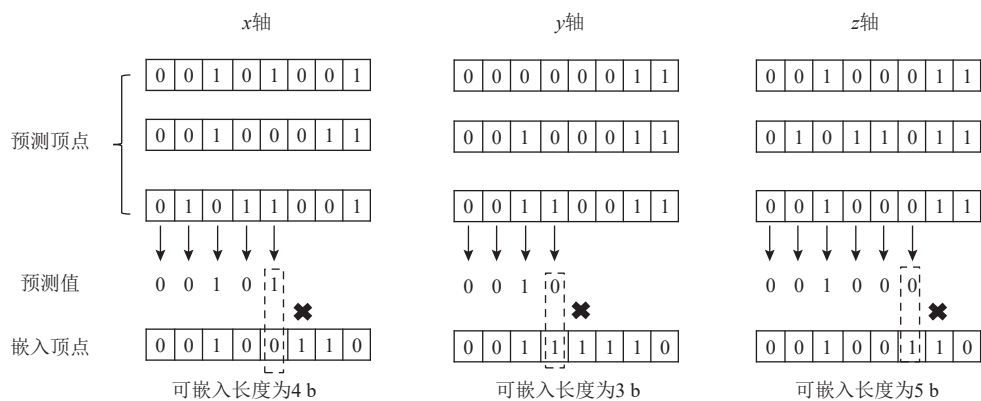 x轴 y轴 z轴
0 0 1 0 1 0 0 1 0 0 0 0 0 0 1 1 0 0 1 0 0 0 1 1
预测顶点 0 0 1 0 0 0 1 1 0 0 1 0 0 0 1 1 0 1 0 1 1 0 1 1
0 1 0 1 1 0 0 1 0 0 1 1 0 0 1 1 0 0 1 0 0 0 1 1
预测值 0 0 1 0 1 0 0 1 0 0 0 1 0 0 0
嵌入顶点 0 0 1 0 0 1 1 0 0 0 1 1 1 1 1 0 0 0 1 0 0 1 1 0
可嵌入长度为4 b 可嵌入长度为3 b 可嵌入长度为5 b